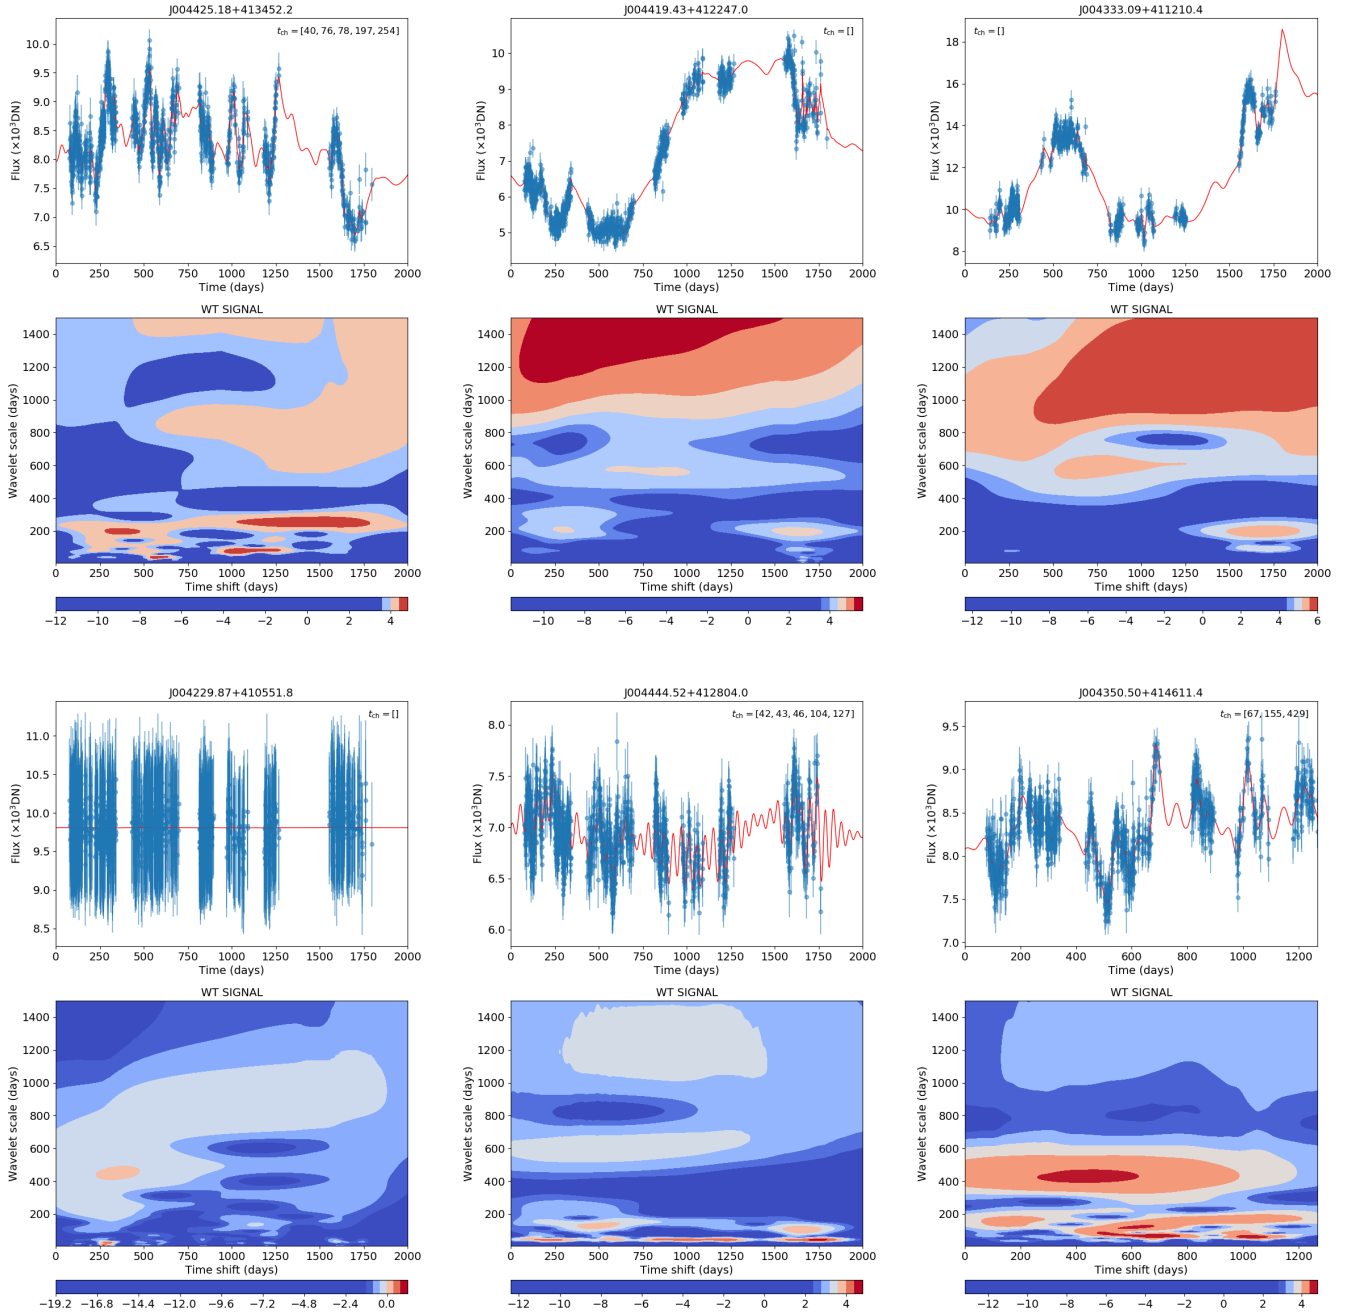 J004425.18+413452.2
t_ch = [40, 76, 78, 197, 254]
Flux (×10³DN)
10.0
9.5
9.0
8.5
8.0
7.5
7.0
6.5
0 250 500 750 1000 1250 1500 1750 2000
Time (days)
J004419.43+412247.0
t_ch = []
Flux (×10³DN)
10
9
8
7
6
5
0 250 500 750 1000 1250 1500 1750 2000
Time (days)
J004333.09+411210.4
t_ch = []
Flux (×10³DN)
18
16
14
12
10
8
0 250 500 750 1000 1250 1500 1750 2000
Time (days)
WT SIGNAL
Wavelet scale (days)
1400
1200
1000
800
600
400
200
0 250 500 750 1000 1250 1500 1750 2000
Time shift (days)
−12 −10 −8 −6 −4 −2 0 2 4
WT SIGNAL
Wavelet scale (days)
1400
1200
1000
800
600
400
200
0 250 500 750 1000 1250 1500 1750 2000
Time shift (days)
−10 −8 −6 −4 −2 0 2 4
WT SIGNAL
Wavelet scale (days)
1400
1200
1000
800
600
400
200
0 250 500 750 1000 1250 1500 1750 2000
Time shift (days)
−12 −10 −8 −6 −4 −2 0 2 4 6
J004229.87+410551.8
t_ch = []
Flux (×10³DN)
11.0
10.5
10.0
9.5
9.0
8.5
0 250 500 750 1000 1250 1500 1750 2000
Time (days)
J004444.52+412804.0
t_ch = [42, 43, 46, 104, 127]
Flux (×10³DN)
8.0
7.5
7.0
6.5
6.0
0 250 500 750 1000 1250 1500 1750 2000
Time (days)
J004350.50+414611.4
t_ch = [67, 155, 429]
Flux (×10³DN)
9.5
9.0
8.5
8.0
7.5
7.0
0 200 400 600 800 1000 1200
Time (days)
WT SIGNAL
Wavelet scale (days)
1400
1200
1000
800
600
400
200
0 250 500 750 1000 1250 1500 1750 2000
Time shift (days)
−19.2 −16.8 −14.4 −12.0 −9.6 −7.2 −2.4 0.0
WT SIGNAL
Wavelet scale (days)
1400
1200
1000
800
600
400
200
0 250 500 750 1000 1250 1500 1750 2000
Time shift (days)
−12 −10 −8 −6 −4 −2 0 2 4
WT SIGNAL
Wavelet scale (days)
1400
1200
1000
800
600
400
200
0 200 400 600 800 1000 1200
Time shift (days)
−12 −10 −8 −6 −4 −2 0 2 4